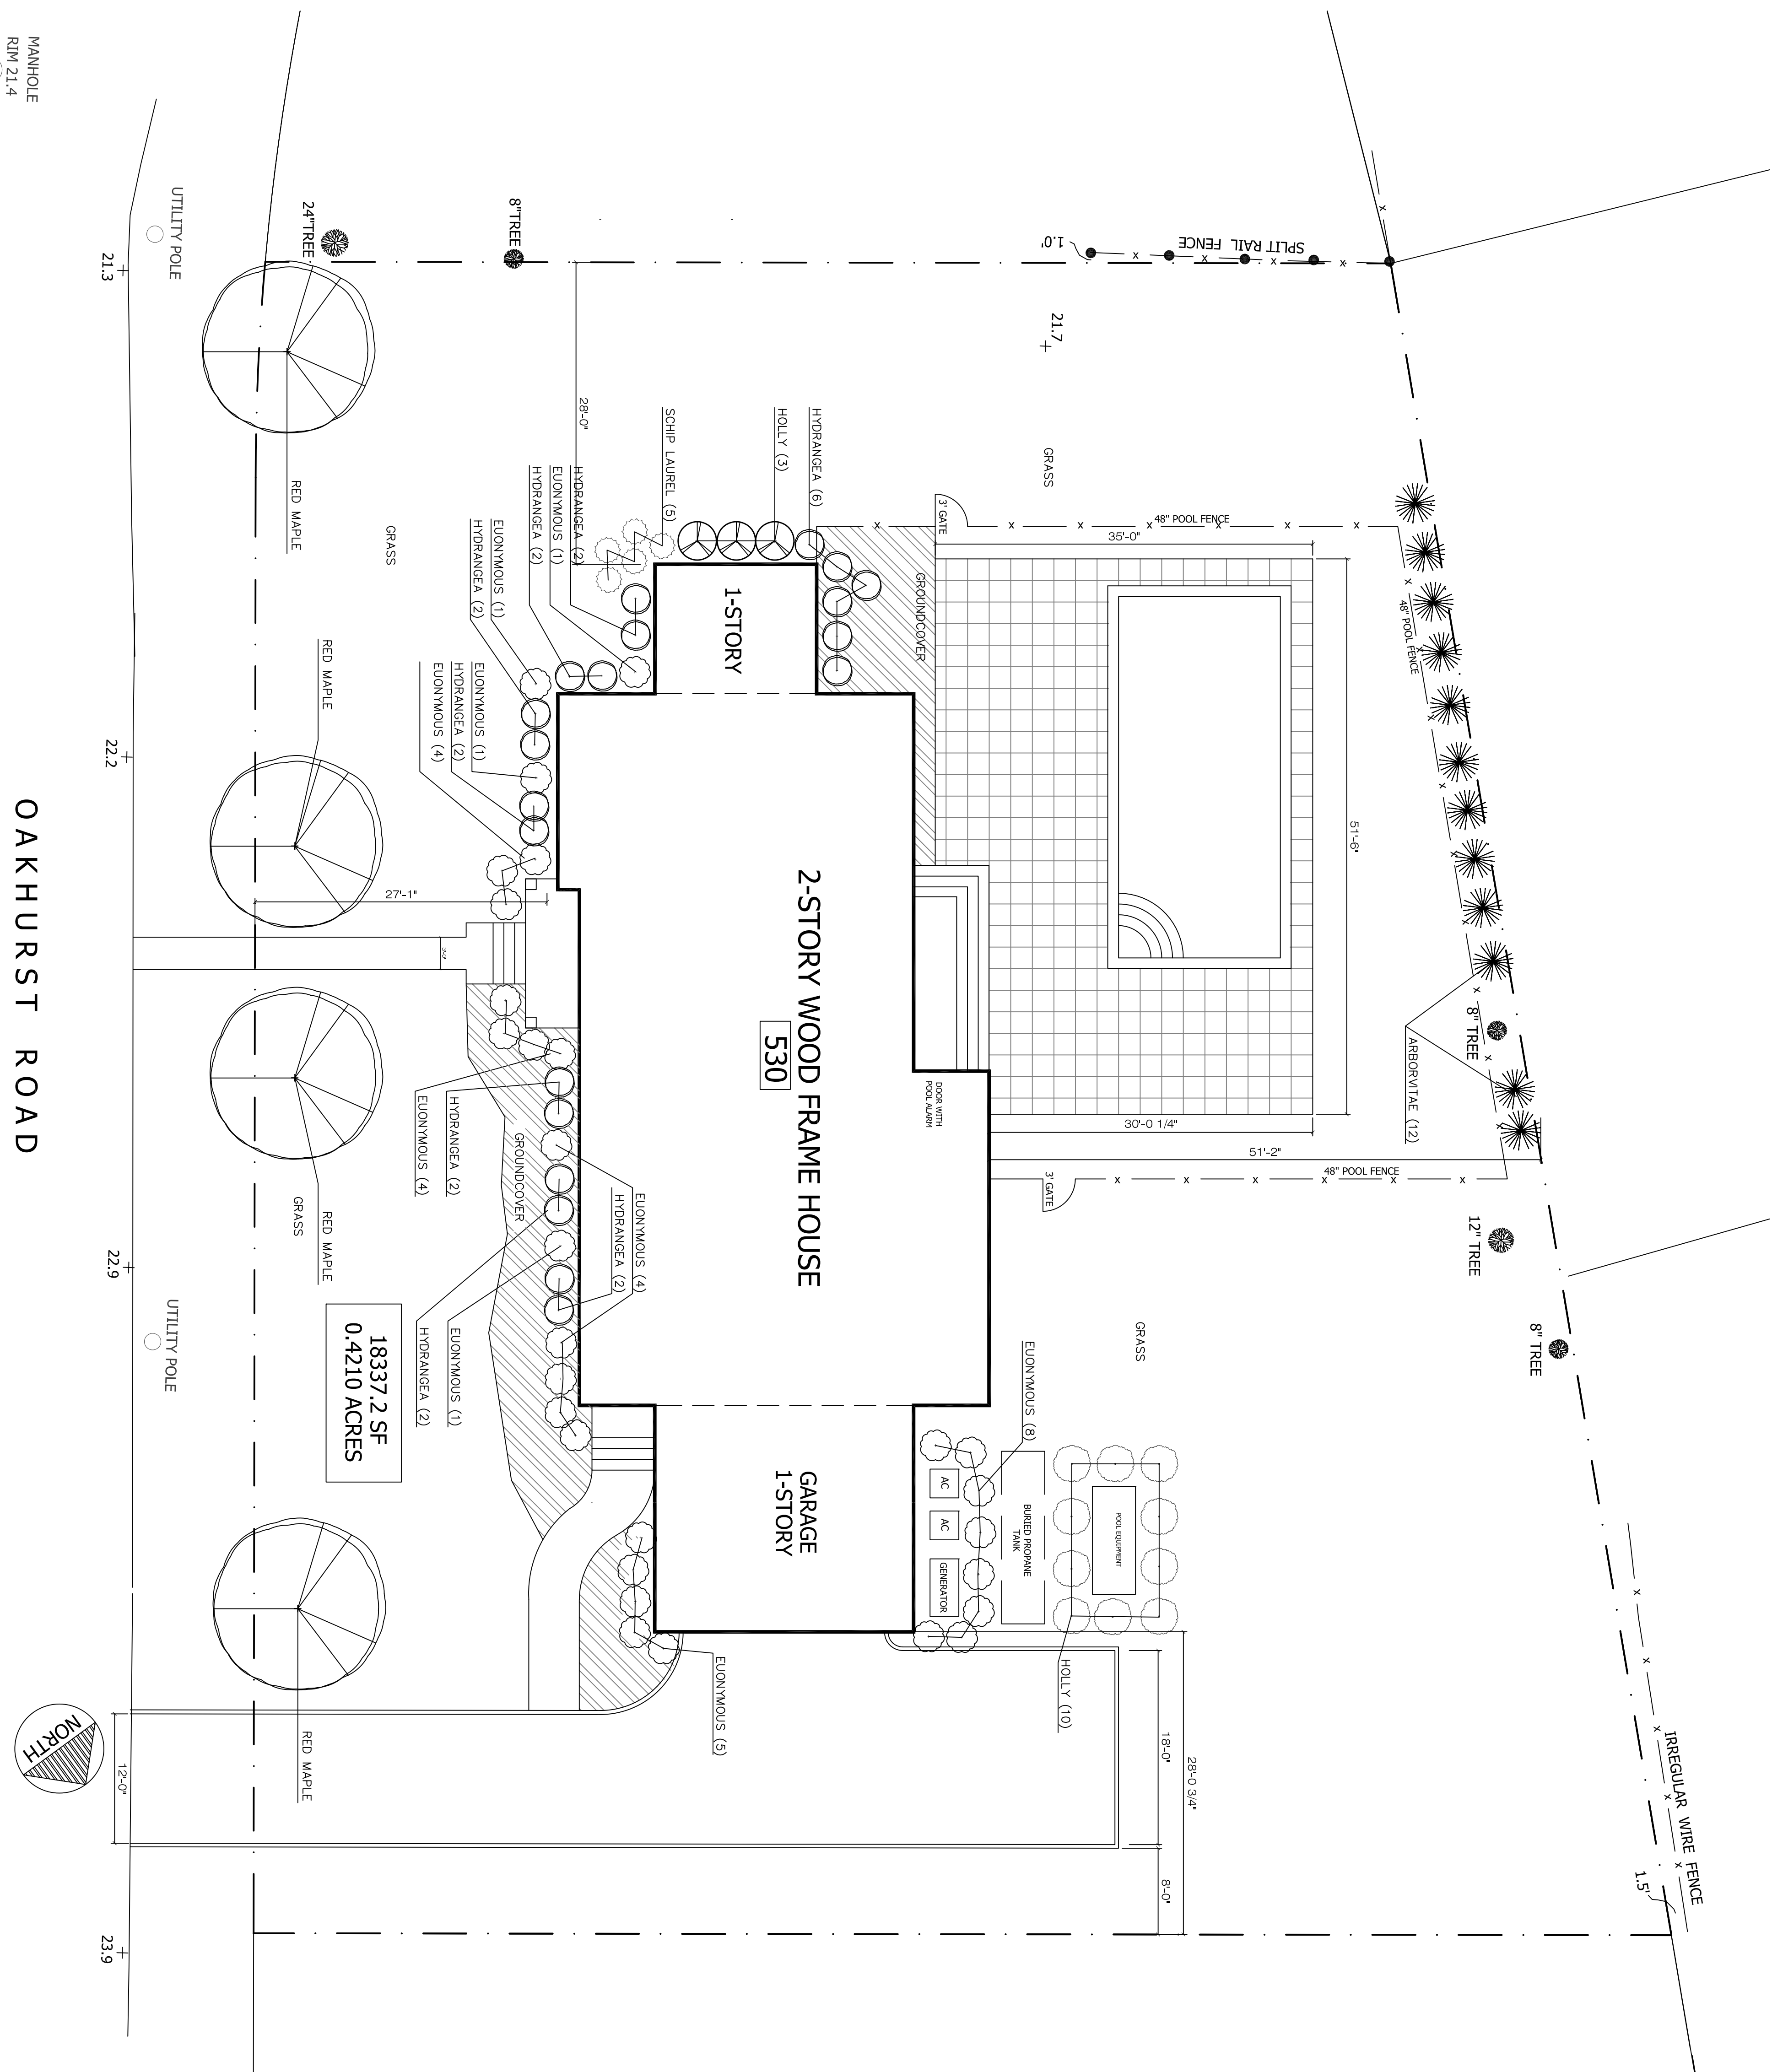 MANHOLE
RIM 21.4
UTILITY POLE
21.3
24"TREE
8"TREE
SPLIT RAIL FENCE
1.0'
21.7
GRASS
28'-0"
HYDRANGEA (6)
HOLLY (3)
SCHIP LAUREL (5)
HYDRANGEA (2)
EUONYMOUS (1)
HYDRANGEA (2)
EUONYMOUS (1)
HYDRANGEA (2)
EUONYMOUS (1)
HYDRANGEA (2)
EUONYMOUS (4)
RED MAPLE
GRASS
RED MAPLE
22.2
3' GATE
48" POOL FENCE
35'-0"
48" POOL FENCE
GROUNDCOVER
1-STORY
51'-6"
27'-1"
3'-0"
2-STORY WOOD FRAME HOUSE
530
DOOR WITH
POOL ALARM
30'-0 1/4"
51'-2"
48" POOL FENCE
3' GATE
8" TREE
ARBORVITAE (12)
12" TREE
8" TREE
OAKHURST ROAD
HYDRANGEA (2)
EUONYMOUS (4)
GROUNDCOVER
EUONYMOUS (4)
HYDRANGEA (2)
RED MAPLE
GRASS
22.9
UTILITY POLE
18337.2 SF
0.4210 ACRES
EUONYMOUS (1)
HYDRANGEA (2)
GRASS
EUONYMOUS (8)
GARAGE
1-STORY
AC
AC
GENERATOR
BURIED PROPANE
TANK
POOL EQUIPMENT
HOLLY (10)
EUONYMOUS (5)
RED MAPLE
NORTH
12'-0"
18'-0"
28'-0 3/4"
8'-0"
IRREGULAR WIRE FENCE
1.5'
23.9